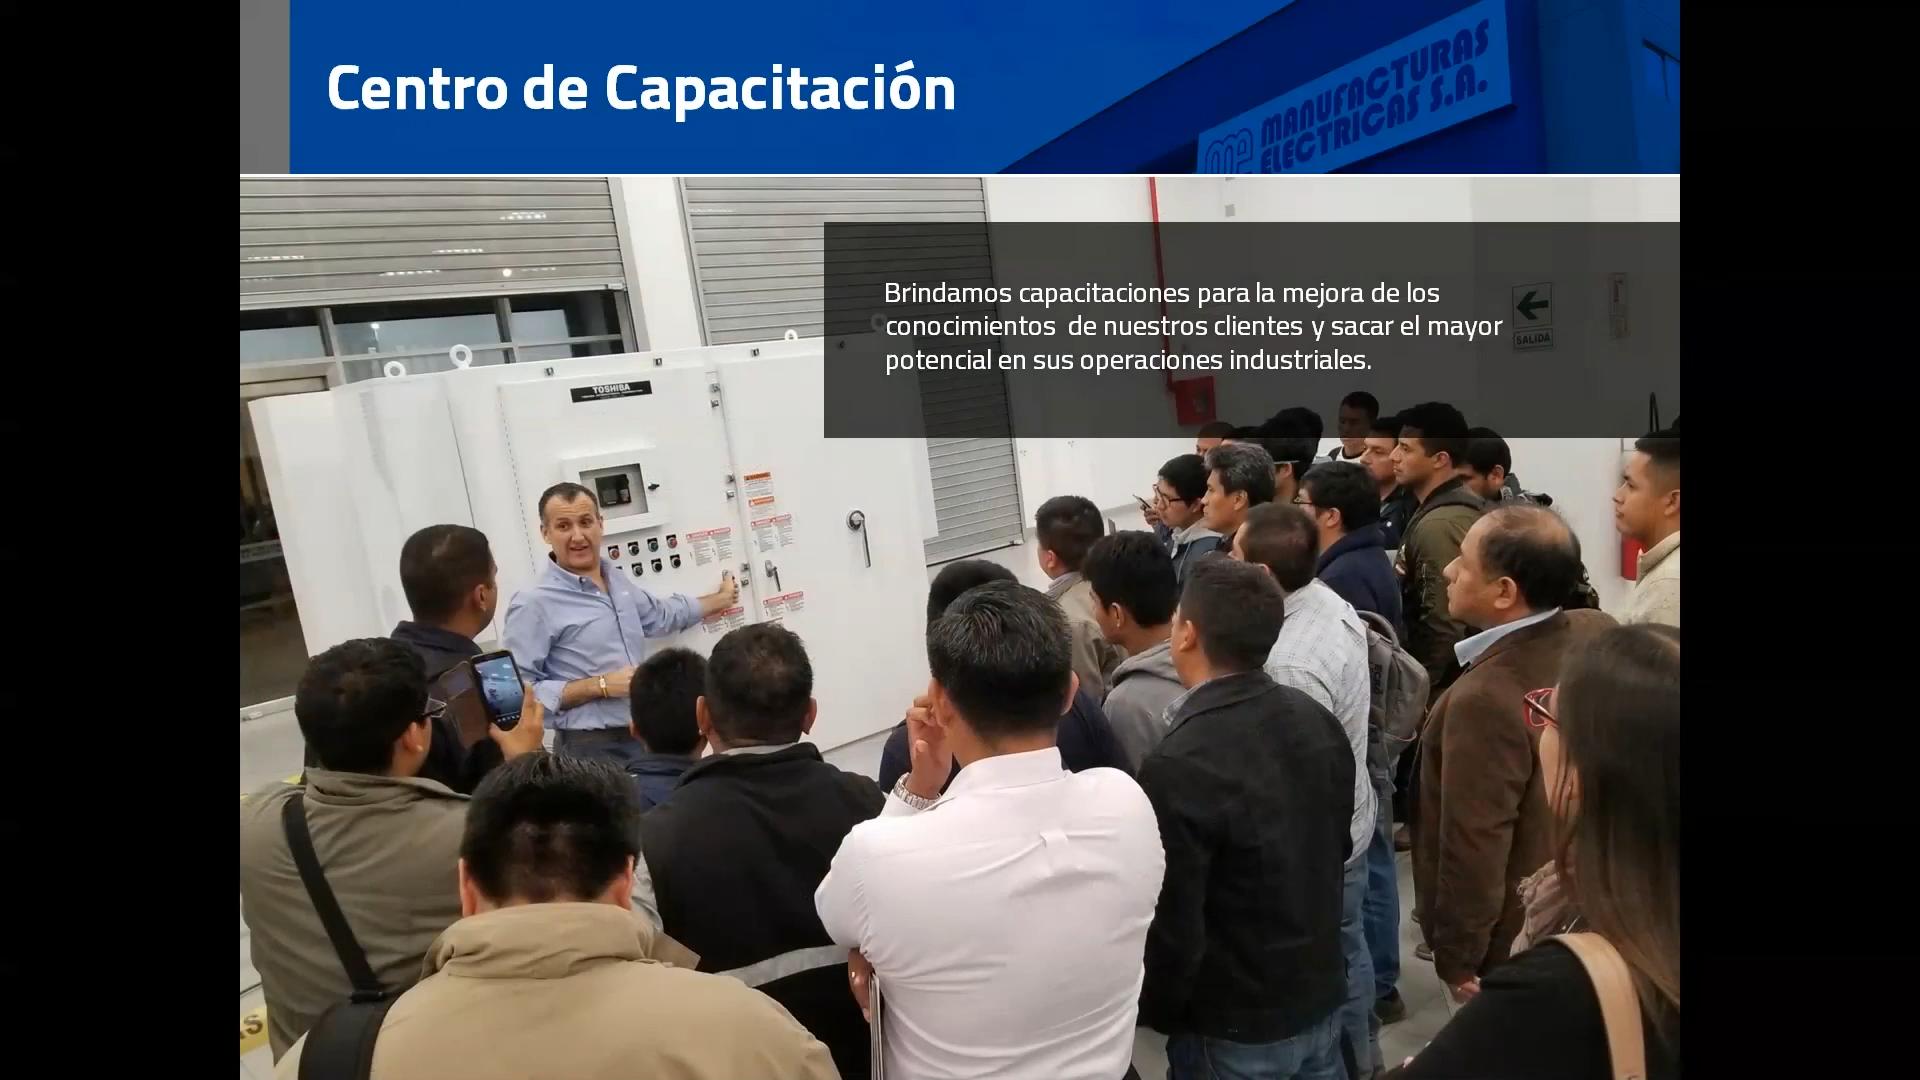 Centro de Capacitación
MANUFACTURAS
ELECTRICAS S.A.
Brindamos capacitaciones para la mejora de los
conocimientos de nuestros clientes y sacar el mayor
potencial en sus operaciones industriales.
SALIDA
TOSHIBA